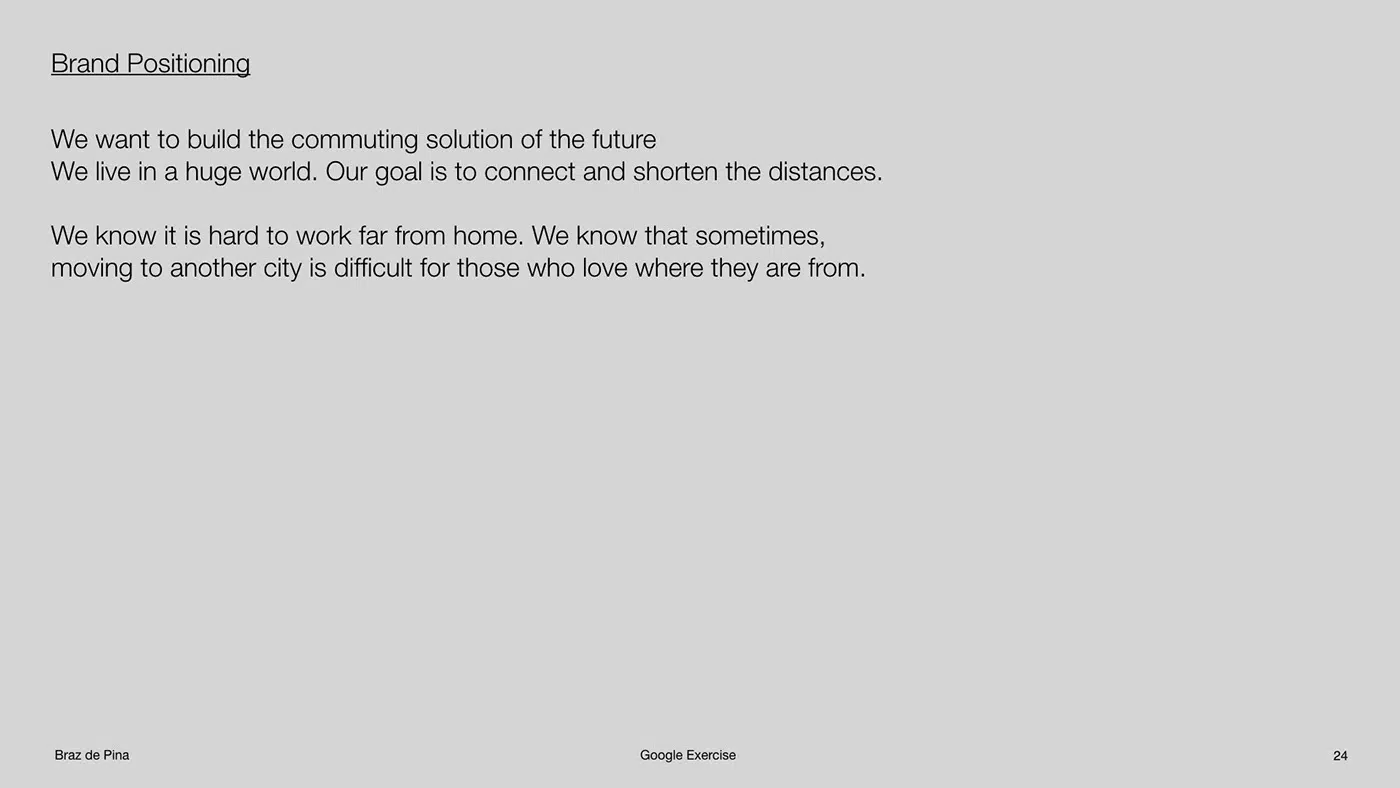 Brand Positioning
We want to build the commuting solution of the future
We live in a huge world. Our goal is to connect and shorten the distances.
We know it is hard to work far from home. We know that sometimes,
moving to another city is difficult for those who love where they are from.
Braz de Pina
Google Exercise
24